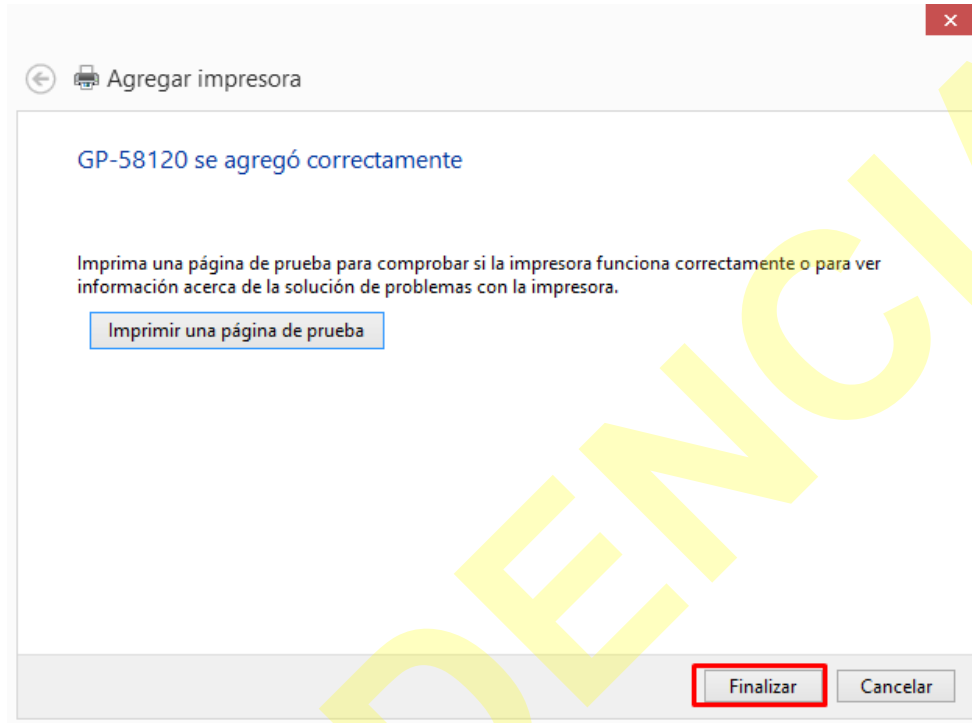 Agregar impresora
GP-58120 se agregó correctamente
Imprima una página de prueba para comprobar si la impresora funciona correctamente o para ver
información acerca de la solución de problemas con la impresora.
Imprimir una página de prueba
Finalizar
Cancelar
DENCIA